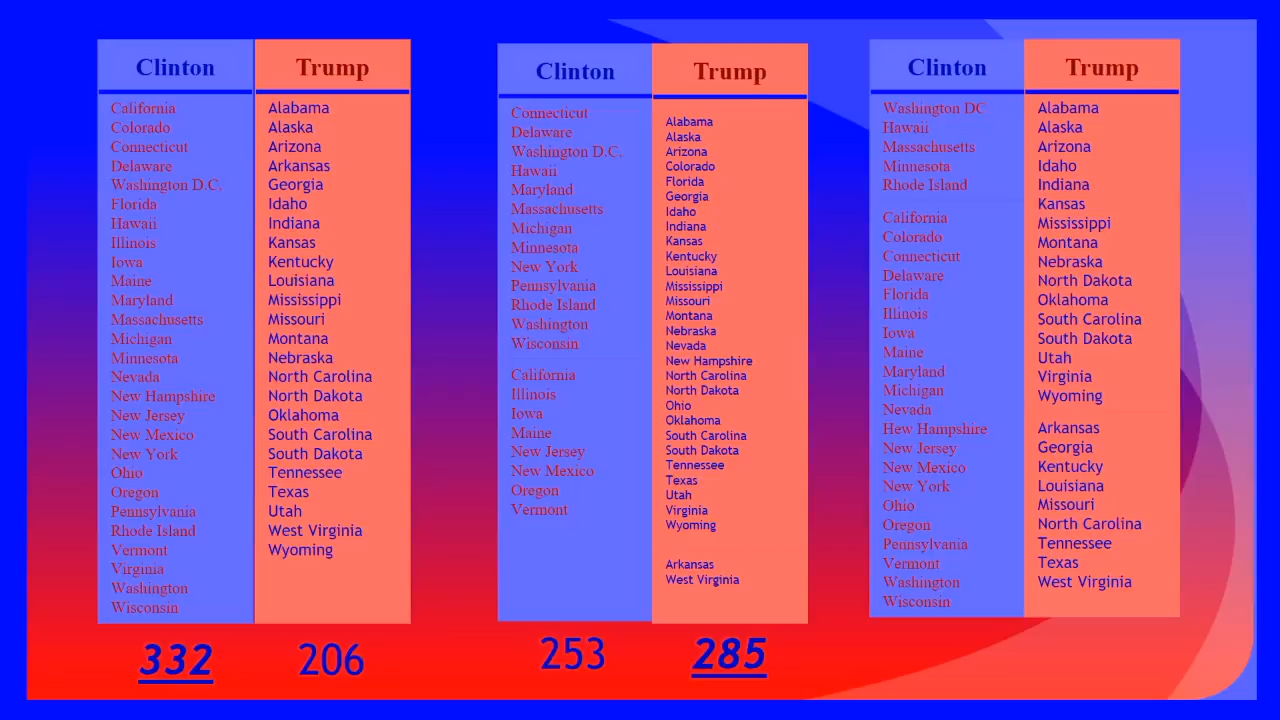 Clinton
California
Colorado
Connecticut
Delaware
Washington D.C.
Florida
Hawaii
Illinois
Iowa
Maine
Maryland
Massachusetts
Michigan
Minnesota
Nevada
New Hampshire
New Jersey
New Mexico
New York
Ohio
Oregon
Pennsylvania
Rhode Island
Vermont
Virginia
Washington
Wisconsin
332
Trump
Alabama
Alaska
Arizona
Arkansas
Georgia
Idaho
Indiana
Kansas
Kentucky
Louisiana
Mississippi
Missouri
Montana
Nebraska
North Carolina
North Dakota
Oklahoma
South Carolina
South Dakota
Tennessee
Texas
Utah
West Virginia
Wyoming
206
Clinton
Connecticut
Delaware
Washington D.C.
Hawaii
Maryland
Massachusetts
Michigan
Minnesota
New York
Pennsylvania
Rhode Island
Washington
Wisconsin
California
Illinois
Iowa
Maine
New Jersey
New Mexico
Oregon
Vermont
253
Trump
Alabama
Alaska
Arizona
Colorado
Florida
Georgia
Idaho
Indiana
Kansas
Kentucky
Louisiana
Mississippi
Missouri
Montana
Nebraska
Nevada
New Hampshire
North Carolina
North Dakota
Ohio
Oklahoma
South Carolina
South Dakota
Tennessee
Texas
Utah
Virginia
Wyoming
Arkansas
West Virginia
285
Clinton
Washington DC
Hawaii
Massachusetts
Minnesota
Rhode Island
California
Colorado
Connecticut
Delaware
Florida
Illinois
Iowa
Maine
Maryland
Michigan
Nevada
Hew Hampshire
New Jersey
New Mexico
New York
Ohio
Oregon
Pennsylvania
Vermont
Washington
Wisconsin
Trump
Alabama
Alaska
Arizona
Idaho
Indiana
Kansas
Mississippi
Montana
Nebraska
North Dakota
Oklahoma
South Carolina
South Dakota
Utah
Virginia
Wyoming
Arkansas
Georgia
Kentucky
Louisiana
Missouri
North Carolina
Tennessee
Texas
West Virginia